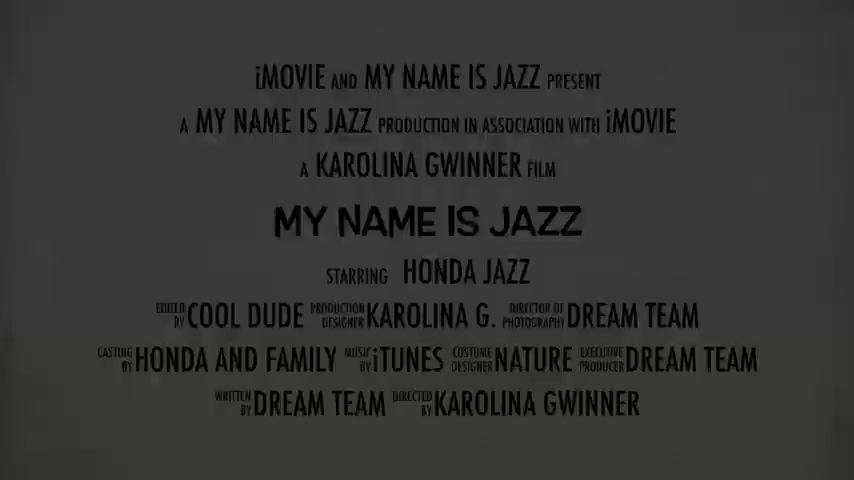 iMOVIE AND MY NAME IS JAZZ PRESENT
A MY NAME IS JAZZ PRODUCTION IN ASSOCIATION WITH iMOVIE
A KAROLINA GWINNER FILM
MY NAME IS JAZZ
STARRING HONDA JAZZ
EDITED BY COOL DUDE PRODUCTION DESIGNER KAROLINA G. DIRECTOR OF PHOTOGRAPHY DREAM TEAM
CASTING BY HONDA AND FAMILY MUSIC BY iTUNES COSTUME DESIGNER NATURE EXECUTIVE PRODUCER DREAM TEAM
WRITTEN BY DREAM TEAM DIRECTED BY KAROLINA GWINNER